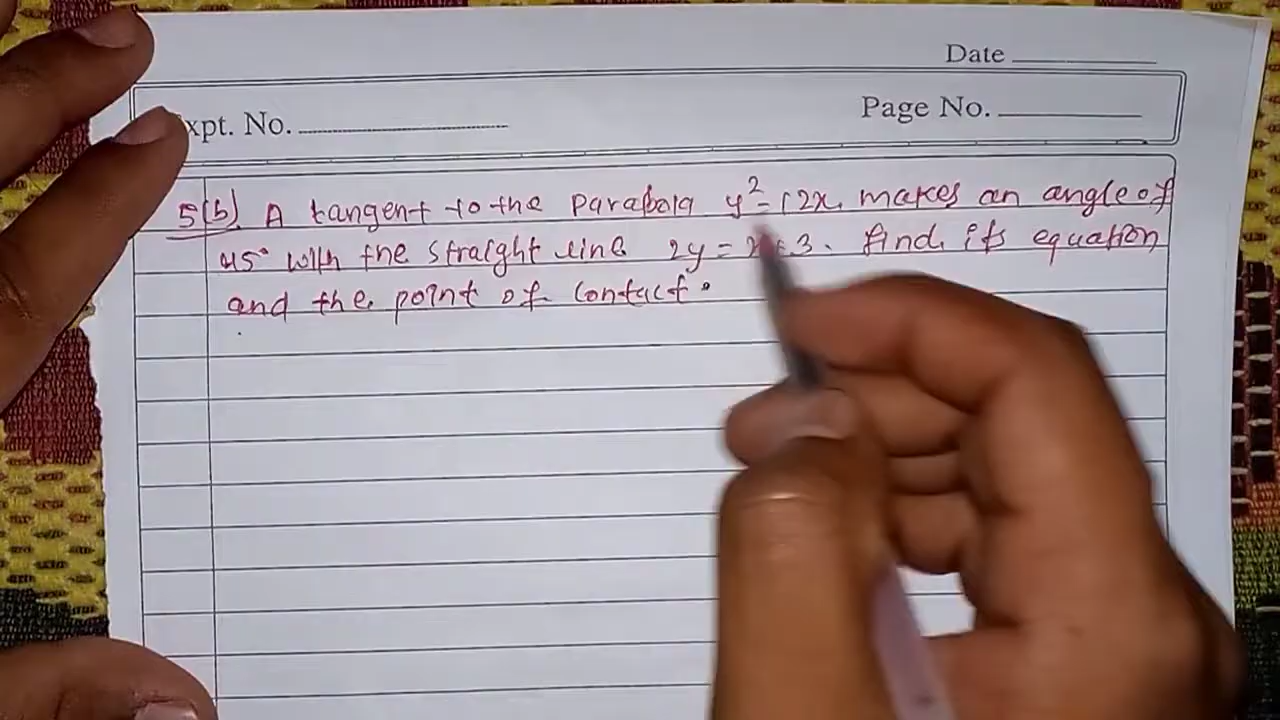 Date
Expt. No.
Page No.
5(b). A tangent to the parabola y² = 12x. makes an angle of
45° with the straight line 2y = x+3. find its equation
and the point of contact.